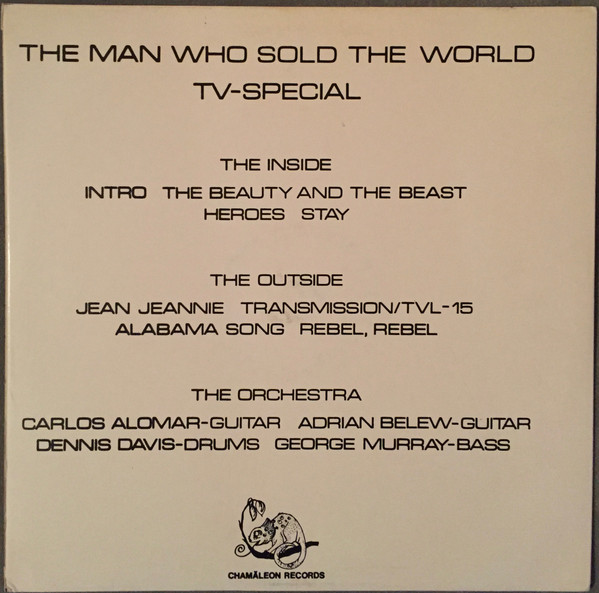 THE MAN WHO SOLD THE WORLD
TV-SPECIAL
THE INSIDE
INTRO THE BEAUTY AND THE BEAST
HEROES STAY
THE OUTSIDE
JEAN JEANNIE TRANSMISSION/TVL-15
ALABAMA SONG REBEL, REBEL
THE ORCHESTRA
CARLOS ALOMAR-GUITAR ADRIAN BELEW-GUITAR
DENNIS DAVIS-DRUMS GEORGE MURRAY-BASS
CHAMÄLEON RECORDS